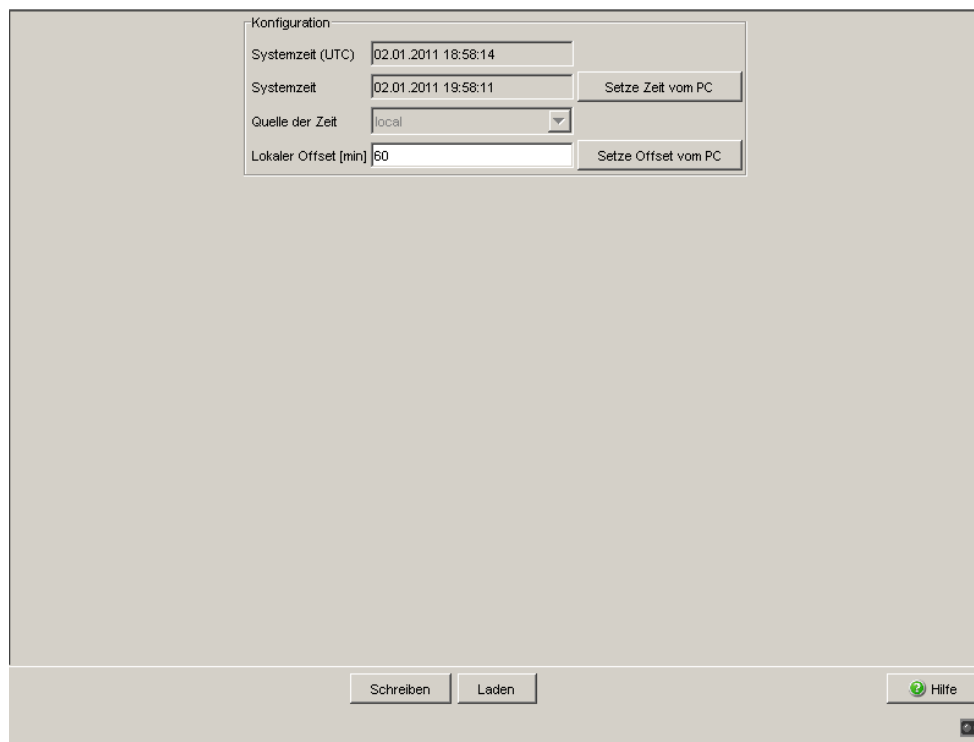 Konfiguration
Systemzeit (UTC) 02.01.2011 18:58:14
Systemzeit 02.01.2011 19:58:11 Setze Zeit vom PC
Quelle der Zeit local
Lokaler Offset [min] 60 Setze Offset vom PC
Schreiben Laden Hilfe